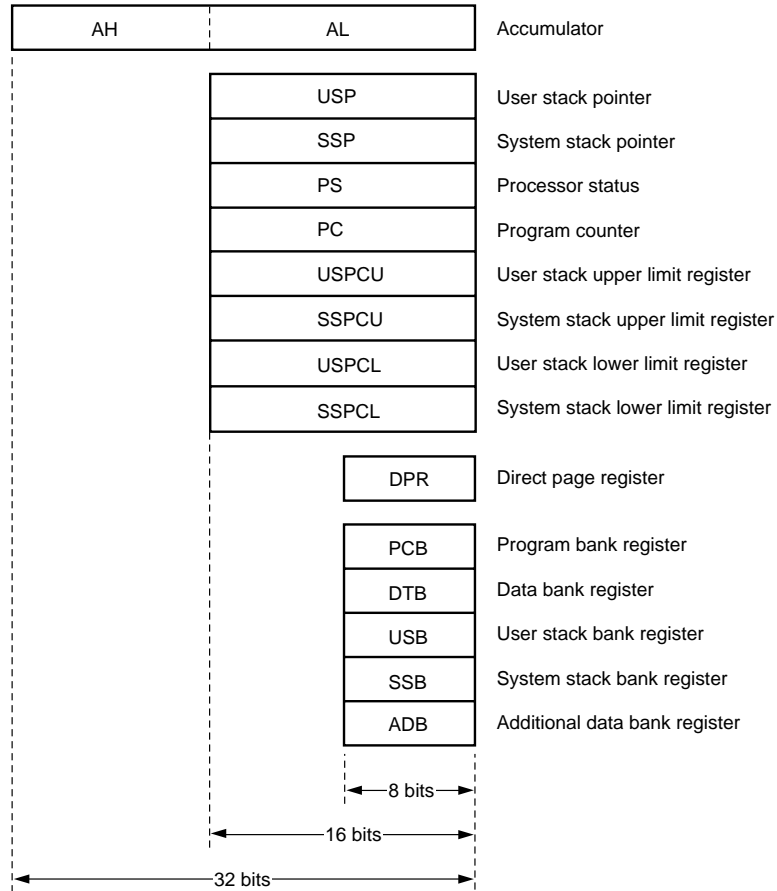 AH AL Accumulator
USP User stack pointer
SSP System stack pointer
PS Processor status
PC Program counter
USPCU User stack upper limit register
SSPCU System stack upper limit register
USPCL User stack lower limit register
SSPCL System stack lower limit register
DPR Direct page register
PCB Program bank register
DTB Data bank register
USB User stack bank register
SSB System stack bank register
ADB Additional data bank register
8 bits
16 bits
32 bits